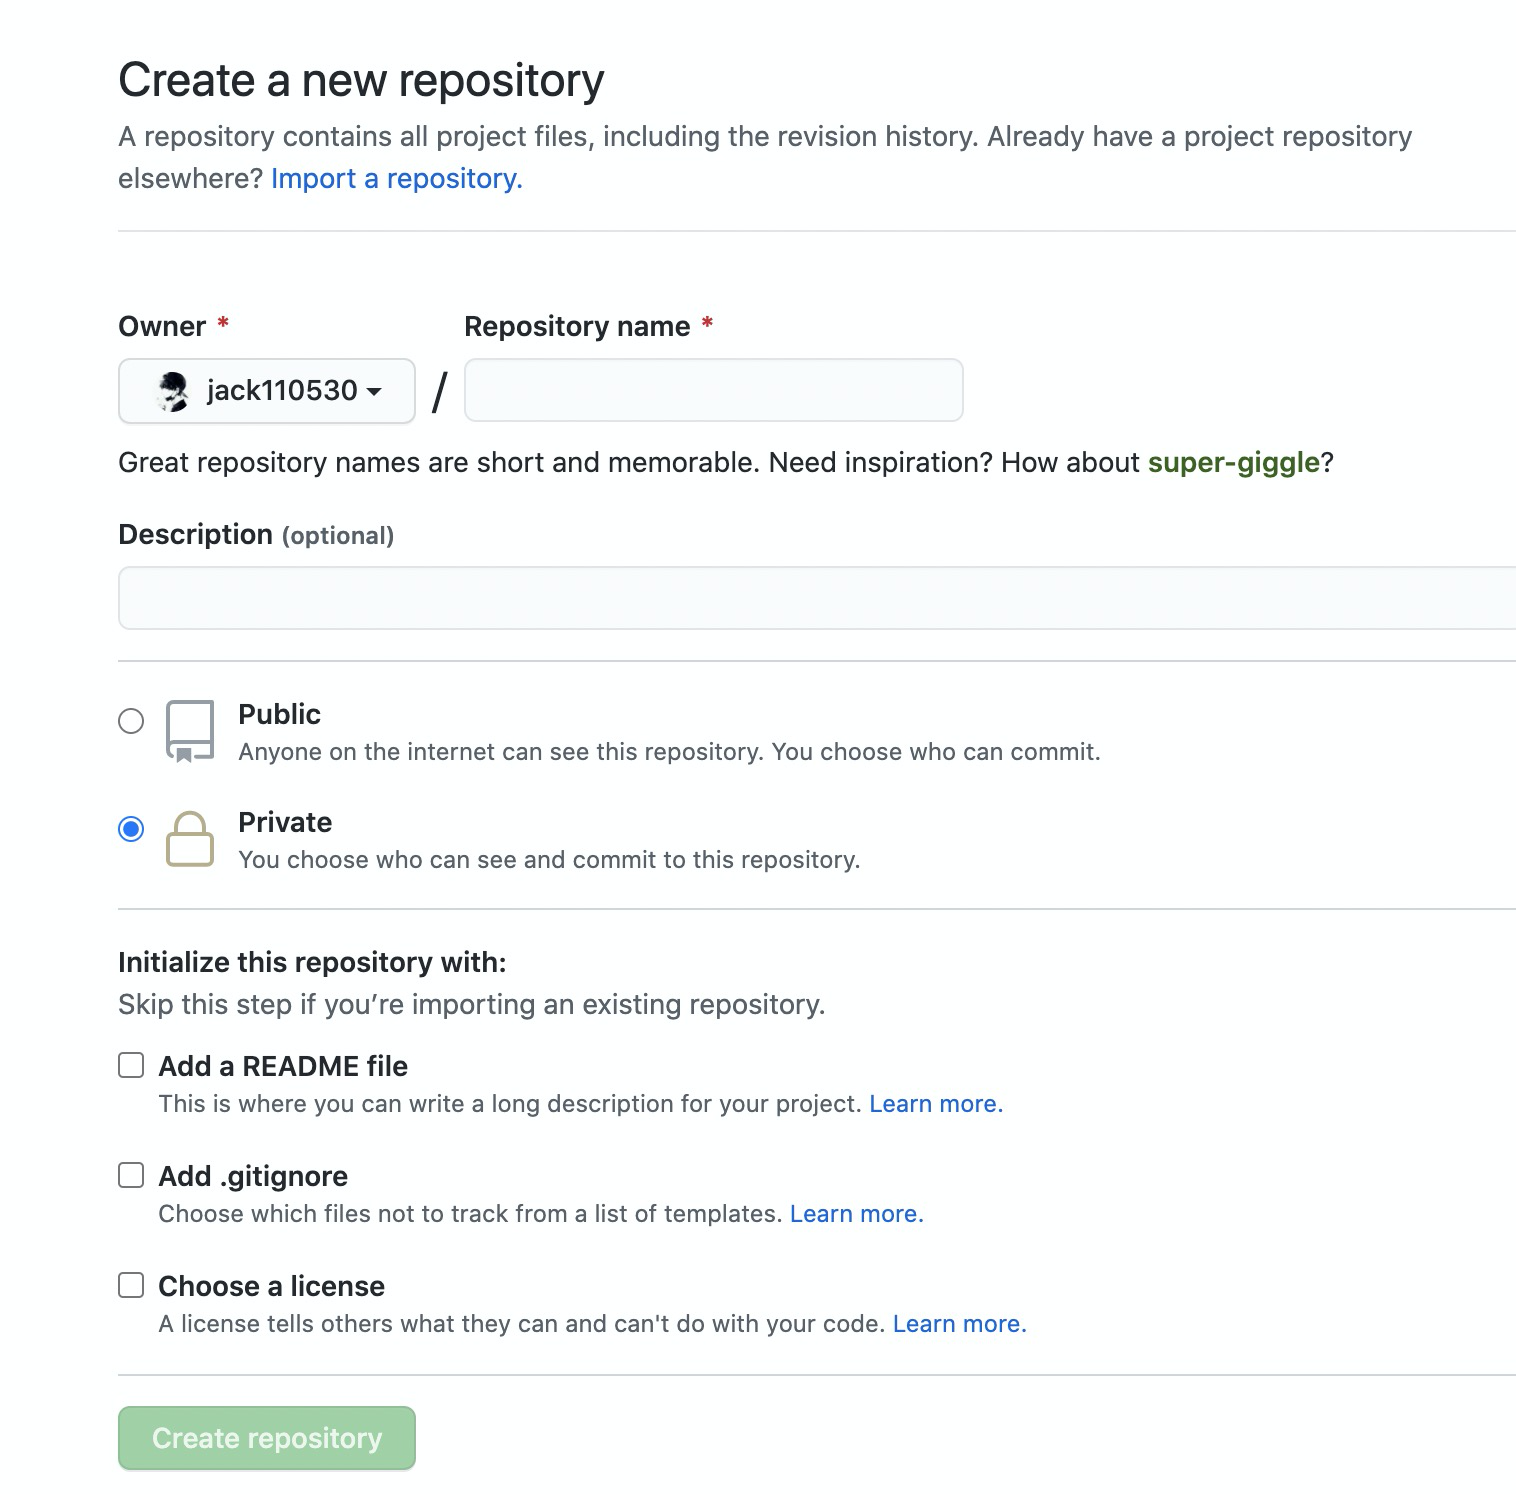 Create a new repository
A repository contains all project files, including the revision history. Already have a project repository
elsewhere? Import a repository.
Owner * Repository name *
jack110530 /
Great repository names are short and memorable. Need inspiration? How about super-giggle?
Description (optional)
Public
Anyone on the internet can see this repository. You choose who can commit.
Private
You choose who can see and commit to this repository.
Initialize this repository with:
Skip this step if you’re importing an existing repository.
Add a README file
This is where you can write a long description for your project. Learn more.
Add .gitignore
Choose which files not to track from a list of templates. Learn more.
Choose a license
A license tells others what they can and can't do with your code. Learn more.
Create repository